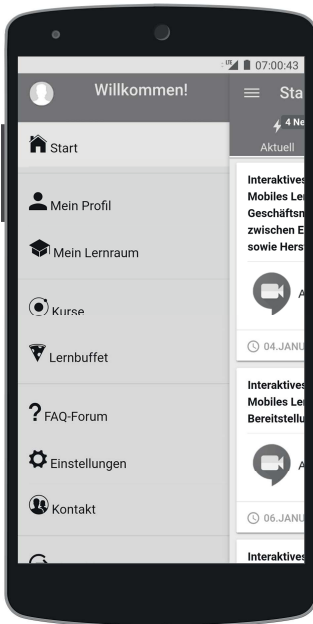 LTE 07:00:43
Willkommen!
Sta
4 Ne
Aktuell
Start
Mein Profil
Mein Lernraum
Kurse
Lernbuffet
? FAQ-Forum
Einstellungen
Kontakt
Interaktives
Mobiles Ler
Geschäftsm
zwischen E
sowie Hers
A
04.JANU
Interaktives
Mobiles Ler
Bereitstellu
A
06.JANU
Interaktives